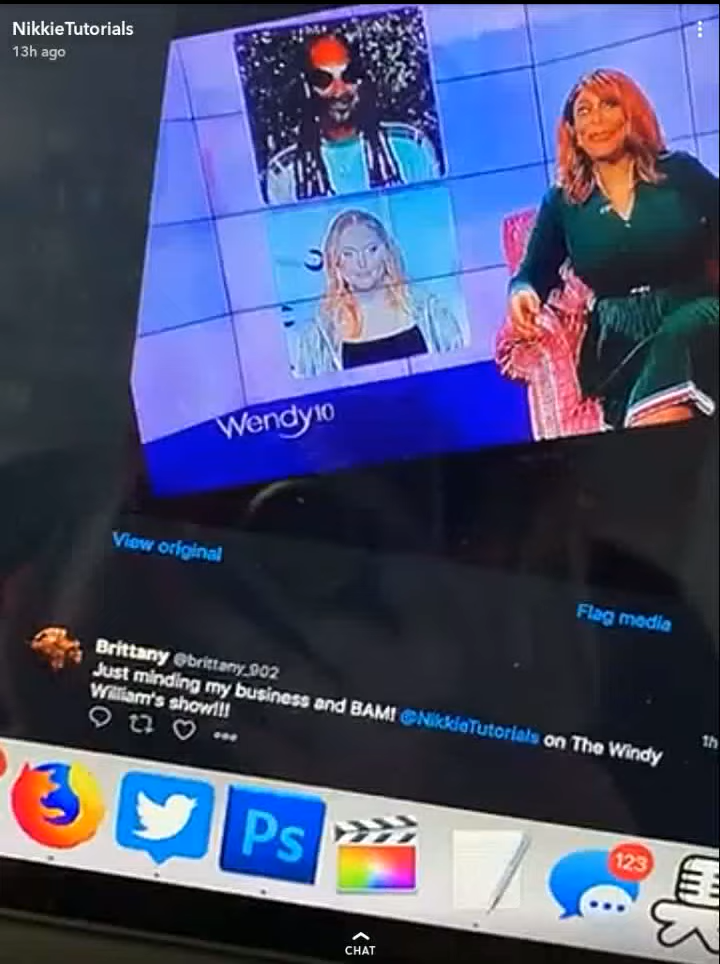 NikkieTutorials
13h ago
Wendy10
View original
Flag media
Brittany @brittany_902
Just minding my business and BAM! @NikkieTutorials on The Windy
William's show!!!
1h
Ps
123
CHAT